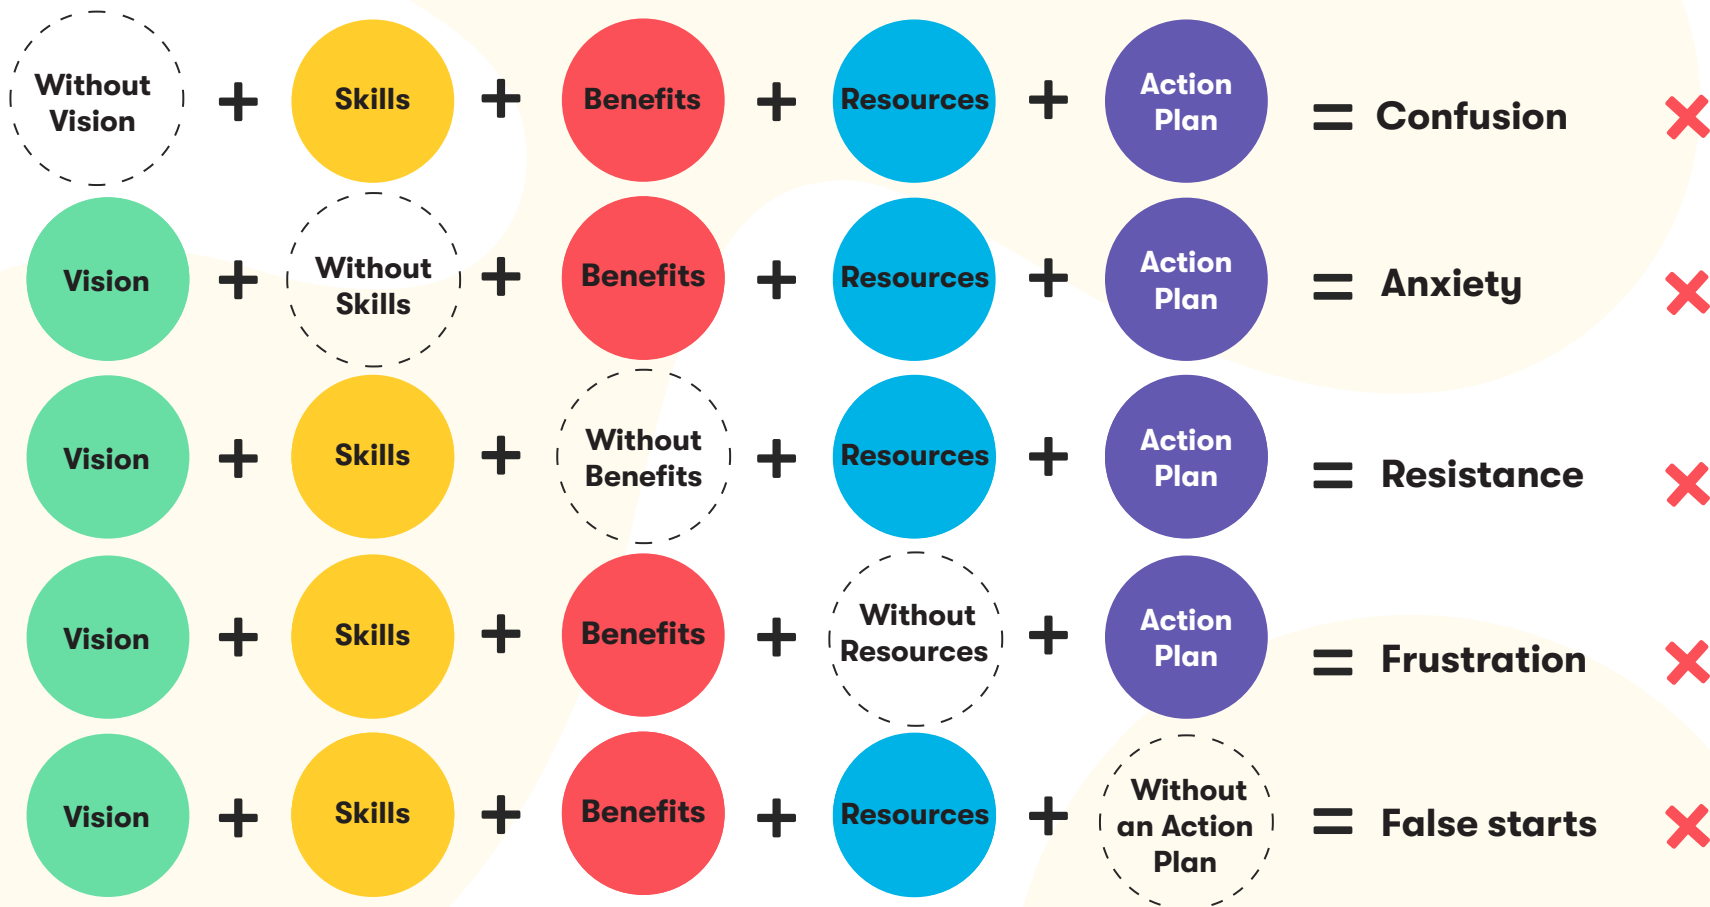 Without Vision + Skills + Benefits + Resources + Action Plan = Confusion
Vision + Without Skills + Benefits + Resources + Action Plan = Anxiety
Vision + Skills + Without Benefits + Resources + Action Plan = Resistance
Vision + Skills + Benefits + Without Resources + Action Plan = Frustration
Vision + Skills + Benefits + Resources + Without an Action Plan = False starts